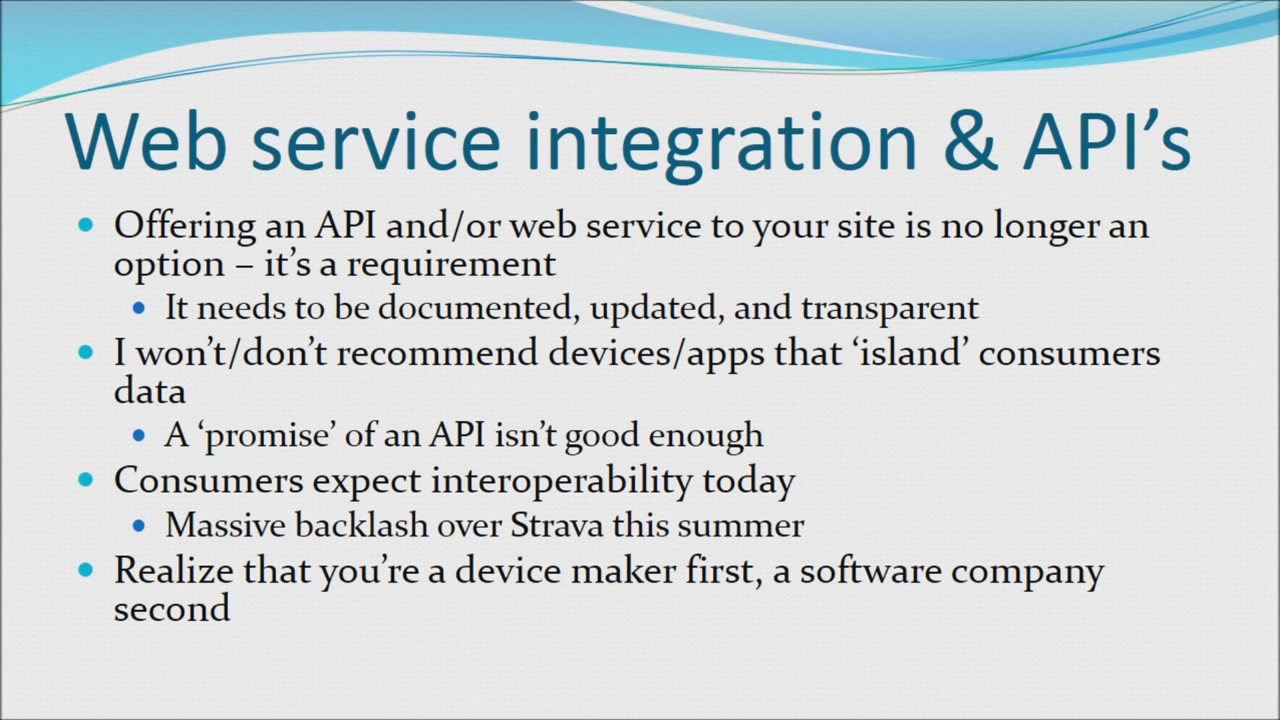 Web service integration & API’s
• Offering an API and/or web service to your site is no longer an
option – it’s a requirement
• It needs to be documented, updated, and transparent
• I won’t/don’t recommend devices/apps that ‘island’ consumers
data
• A ‘promise’ of an API isn’t good enough
• Consumers expect interoperability today
• Massive backlash over Strava this summer
• Realize that you’re a device maker first, a software company
second